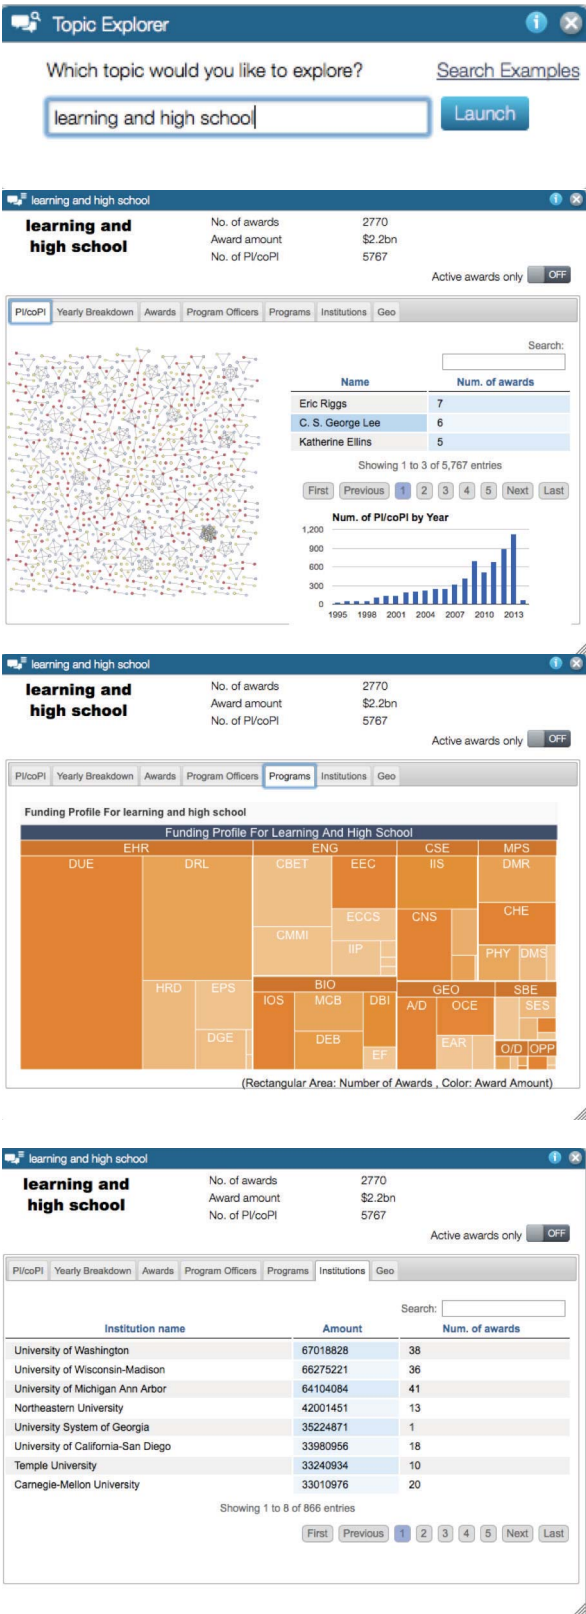 Topic Explorer
Which topic would you like to explore? Search Examples
learning and high school Launch
learning and high school
learning and
high school
No. of awards 2770
Award amount $2.2bn
No. of PI/coPI 5767
Active awards only OFF
PI/coPI Yearly Breakdown Awards Program Officers Programs Institutions Geo
Search:
Name Num. of awards
Eric Riggs 7
C. S. George Lee 6
Katherine Ellins 5
Showing 1 to 3 of 5,767 entries
First Previous 1 2 3 4 5 Next Last
Num. of PI/coPI by Year
1,200
900
600
300
0
1995 1998 2001 2004 2007 2010 2013
learning and high school
learning and
high school
No. of awards 2770
Award amount $2.2bn
No. of PI/coPI 5767
Active awards only OFF
PI/coPI Yearly Breakdown Awards Program Officers Programs Institutions Geo
Funding Profile For learning and high school
Funding Profile For Learning And High School
EHR ENG CSE MPS
DUE DRL CBET EEC IIS DMR
ECCS CNS CHE
CMMI IIP PHY DMS
HRD EPS BIO GEO SBE
IOS MCB DBI A/D OCE SES
DGE DEB EF EAR O/D OPP
(Rectangular Area: Number of Awards , Color: Award Amount)
learning and high school
learning and
high school
No. of awards 2770
Award amount $2.2bn
No. of PI/coPI 5767
Active awards only OFF
PI/coPI Yearly Breakdown Awards Program Officers Programs Institutions Geo
Search:
Institution name Amount Num. of awards
University of Washington 67018828 38
University of Wisconsin-Madison 66275221 36
University of Michigan Ann Arbor 64104084 41
Northeastern University 42001451 13
University System of Georgia 35224871 1
University of California-San Diego 33980956 18
Temple University 33240934 10
Carnegie-Mellon University 33010976 20
Showing 1 to 8 of 866 entries
First Previous 1 2 3 4 5 Next Last